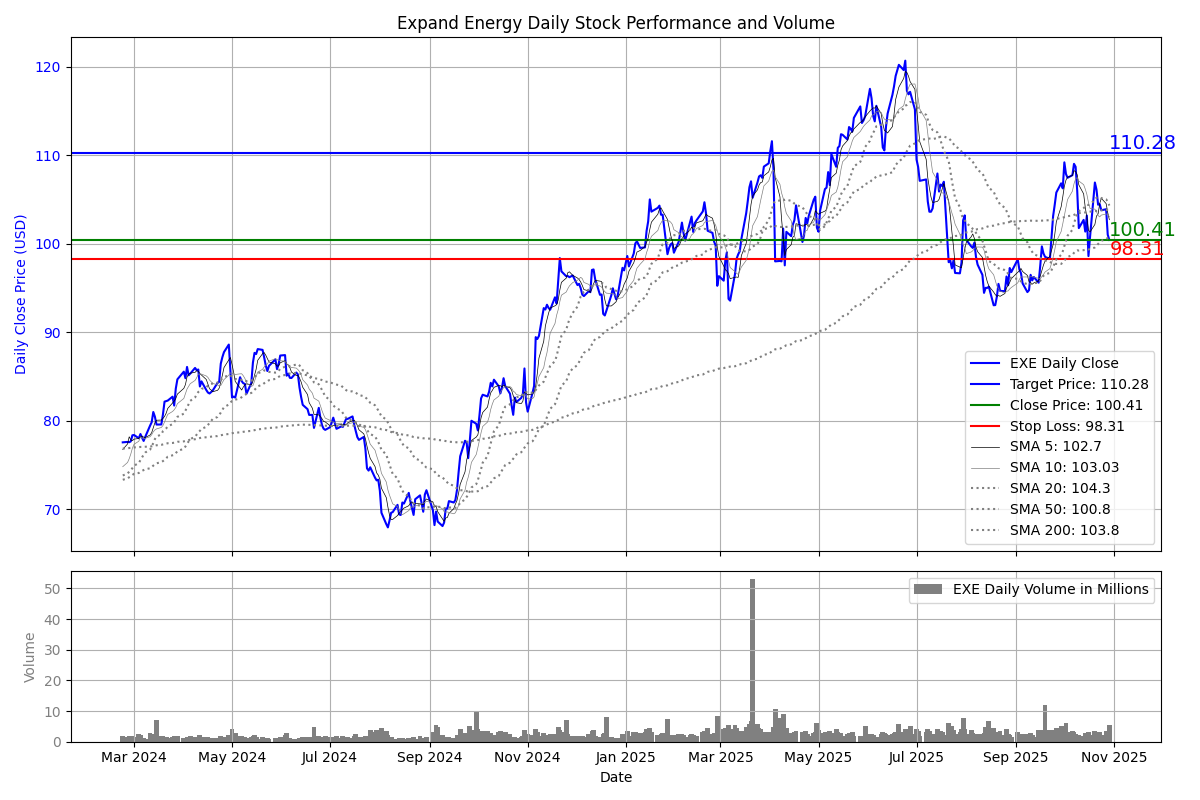 Expand Energy Daily Stock Performance and Volume
Daily Close Price (USD)
120
110
100
90
80
70
110.28
100.41
98.31
EXE Daily Close
Target Price: 110.28
Close Price: 100.41
Stop Loss: 98.31
SMA 5: 102.7
SMA 10: 103.03
SMA 20: 104.3
SMA 50: 100.8
SMA 200: 103.8
Volume
50
40
30
20
10
0
EXE Daily Volume in Millions
Mar 2024 May 2024 Jul 2024 Sep 2024 Nov 2024 Jan 2025 Mar 2025 May 2025 Jul 2025 Sep 2025 Nov 2025
Date